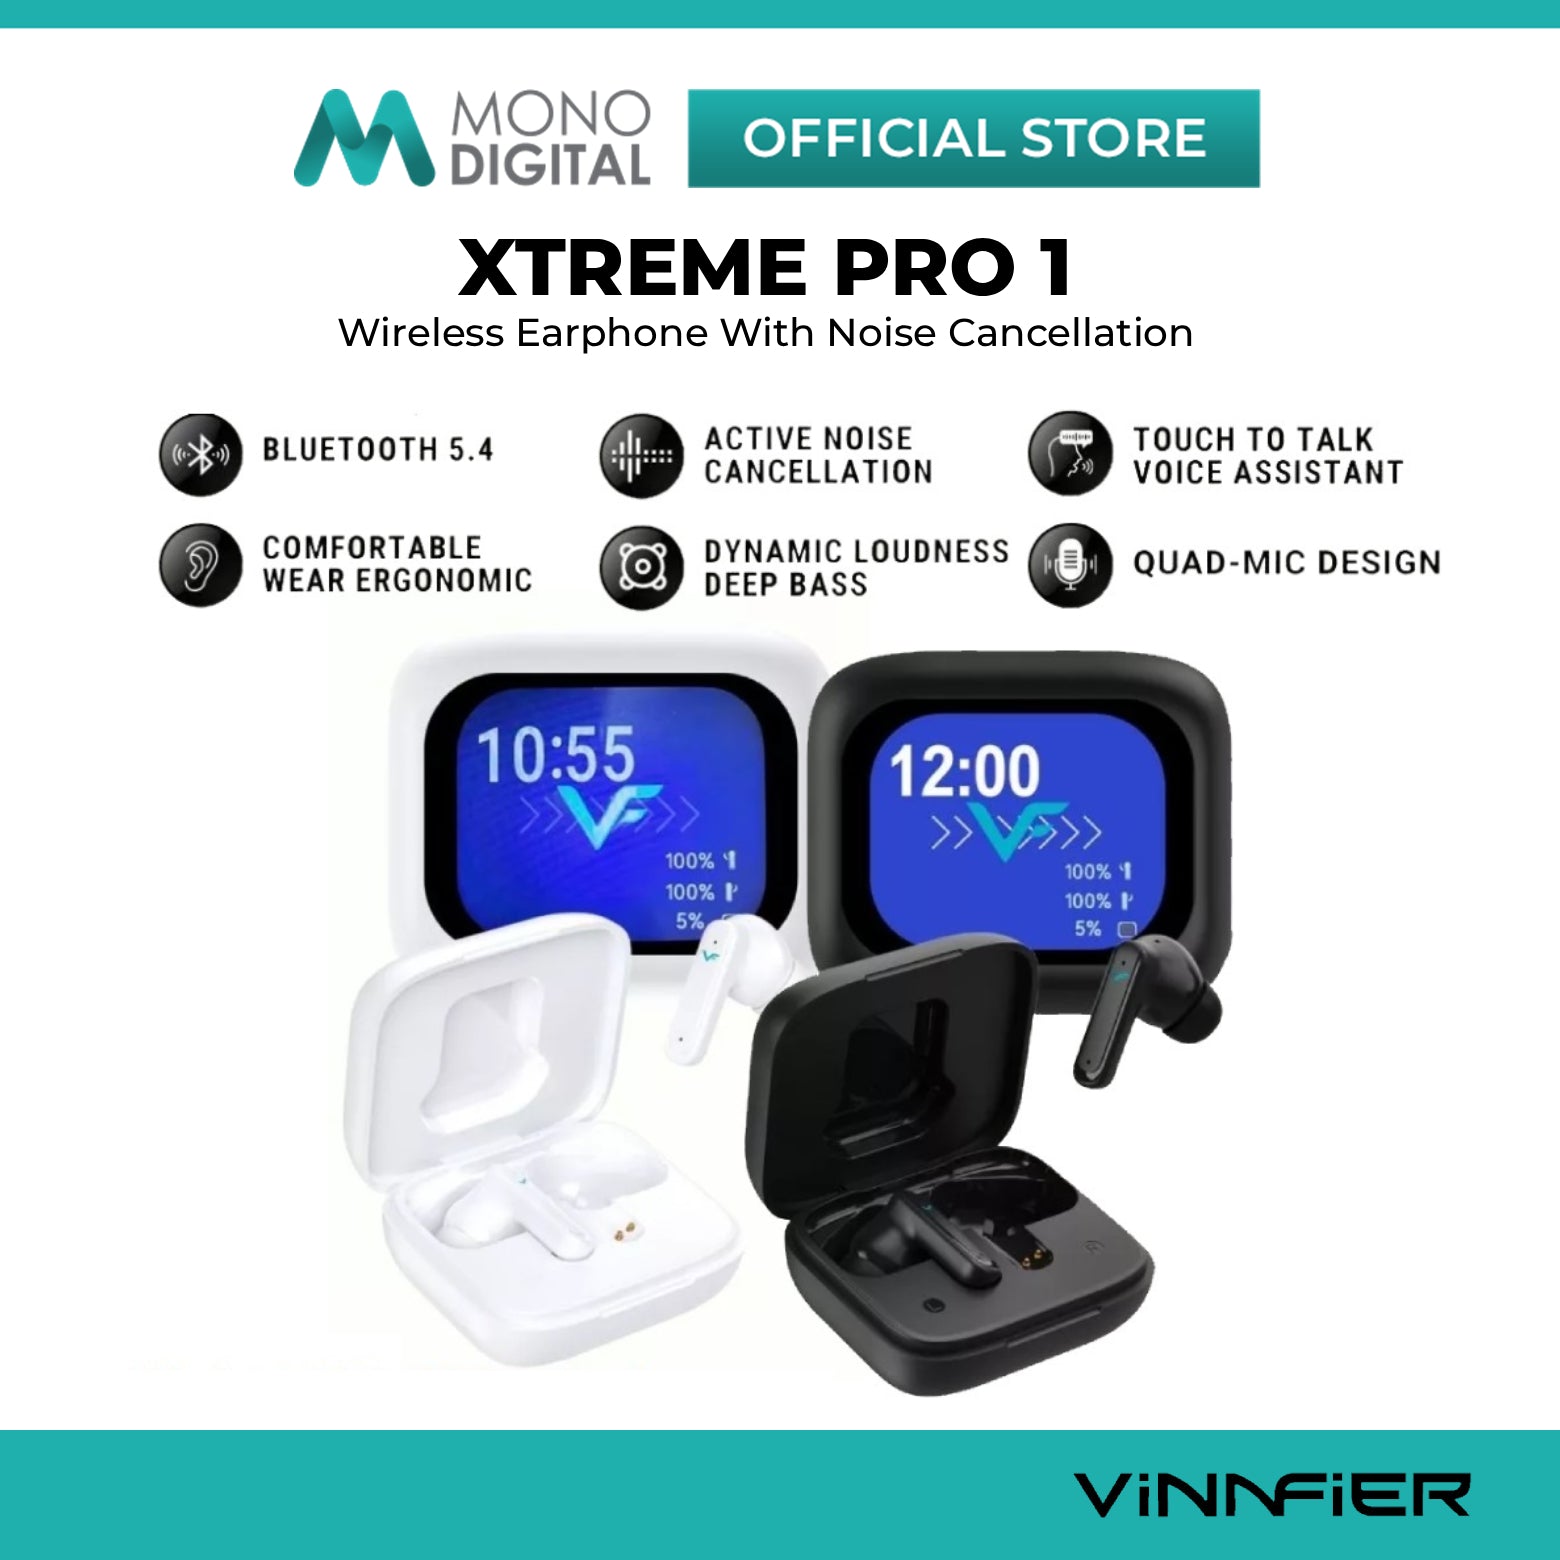 MONO
DIGITAL
OFFICIAL STORE
XTREME PRO 1
Wireless Earphone With Noise Cancellation
BLUETOOTH 5.4
ACTIVE NOISE
CANCELLATION
TOUCH TO TALK
VOICE ASSISTANT
COMFORTABLE
WEAR ERGONOMIC
DYNAMIC LOUDNESS
DEEP BASS
QUAD-MIC DESIGN
10:55
VF
100%
100%
5%
12:00
VF
100%
100%
5%
L
R
ViNNFiER